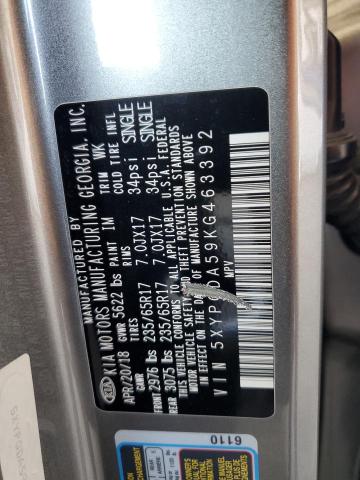 MANUFACTURED BY
KIA KIA MOTORS MANUFACTURING GEORGIA, INC.
APR/20/18 GVWR 5622 lbs PAINT IM TRIM WK
GAWR RIMS COLD TIRE INFL
FRONT 2976 lbs 235/65R17 7.0JX17 34psi SINGLE
REAR 3075 lbs 235/65R17 7.0JX17 34psi SINGLE
THIS VEHICLE CONFORMS TO ALL APPLICABLE U.S.A FEDERAL
MOTOR VEHICLE SAFETY AND THEFT PREVENTION STANDARDS
IN EFFECT ON THE DATE OF MANUFACTURE SHOWN ABOVE.
MPV
VIN 5XYP DA59KG463392
6110